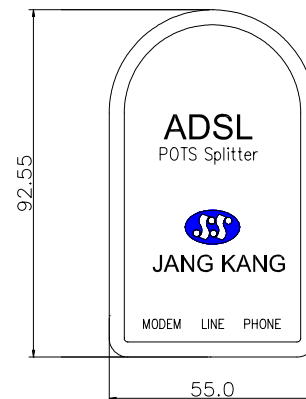 ADSL
POTS Splitter
92.55
JANG KANG
MODEM LINE PHONE
55.0